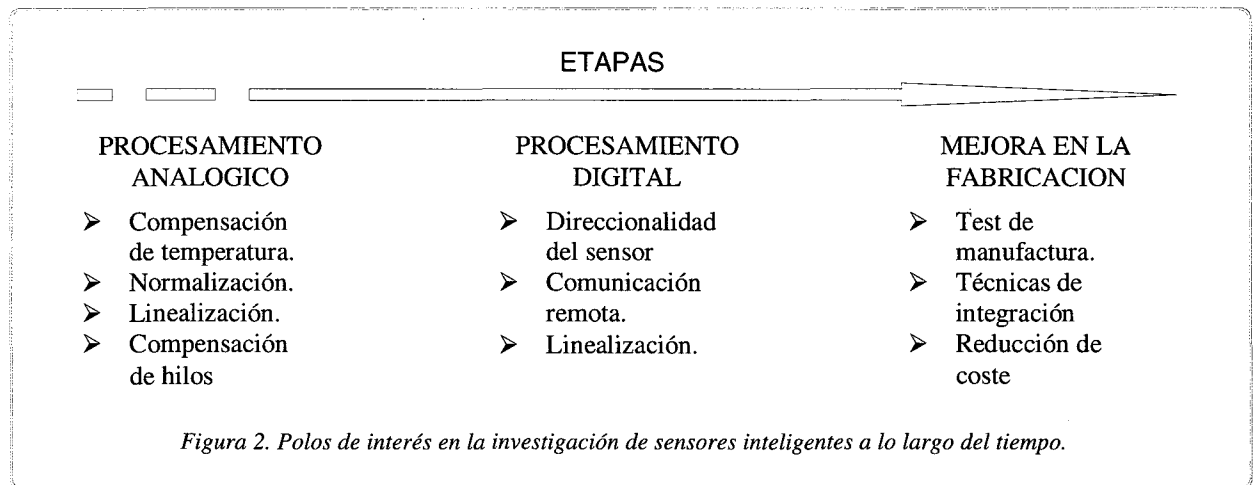 ETAPAS
PROCESAMIENTO
ANALOGICO
➢ Compensación
de temperatura.
➢ Normalización.
➢ Linealización.
➢ Compensación
de hilos
PROCESAMIENTO
DIGITAL
➢ Direccionalidad
del sensor
➢ Comunicación
remota.
➢ Linealización.
MEJORA EN LA
FABRICACION
➢ Test de
manufactura.
➢ Técnicas de
integración
➢ Reducción de
coste
Figura 2. Polos de interés en la investigación de sensores inteligentes a lo largo del tiempo.